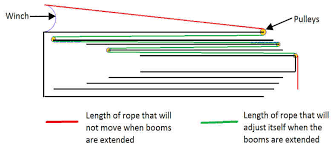 Winch
Pulleys
Length of rope that will
not move when booms
are extended
Length of rope that will
adjust itself when the
booms are extended